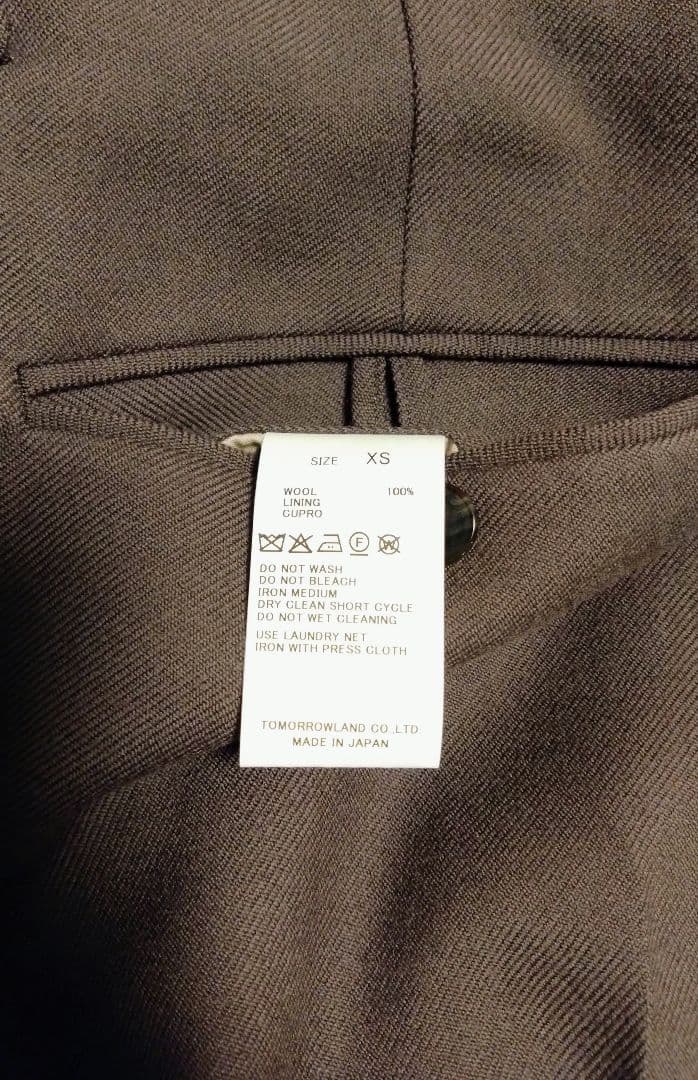 SIZE XS
WOOL 100%
LINING
CUPRO
F W
DO NOT WASH
DO NOT BLEACH
IRON MEDIUM
DRY CLEAN SHORT CYCLE
DO NOT WET CLEANING
USE LAUNDRY NET
IRON WITH PRESS CLOTH
TOMORROWLAND CO.,LTD.
MADE IN JAPAN